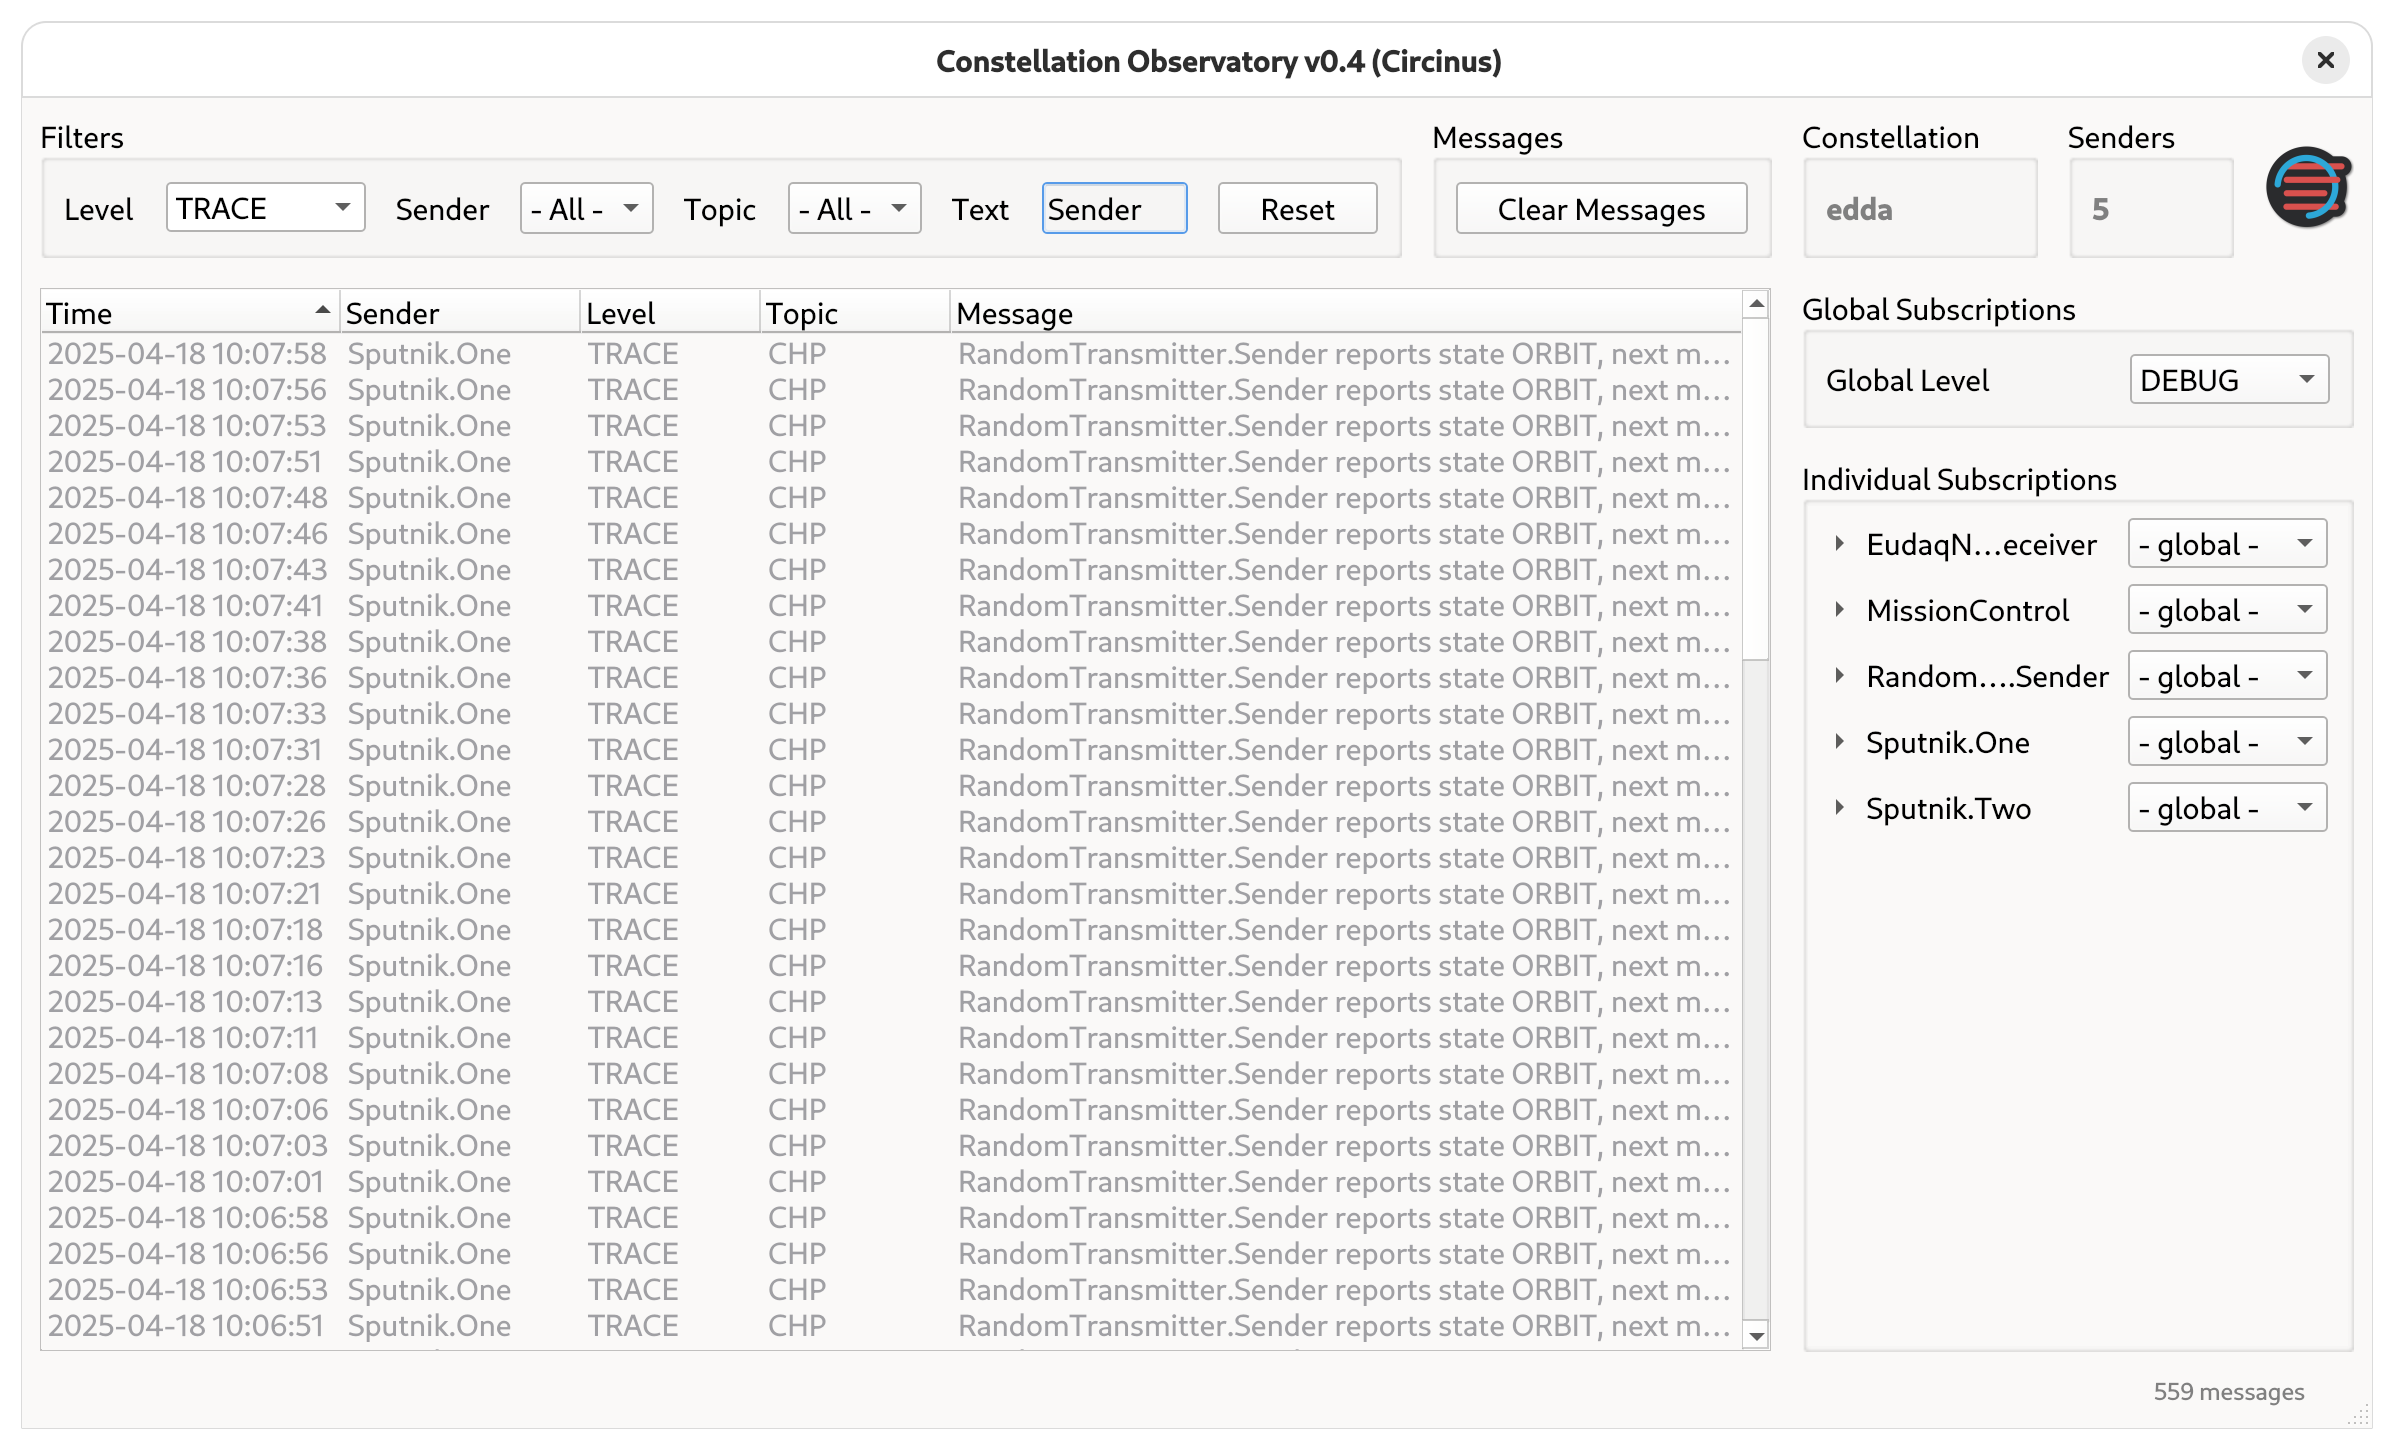 Constellation Observatory v0.4 (Circinus)
Filters
Messages
Constellation
Senders
Level TRACE Sender - All - Topic - All - Text Sender Reset
Clear Messages
edda
5
Time Sender Level Topic Message
2025-04-18 10:07:58 Sputnik.One TRACE CHP RandomTransmitter.Sender reports state ORBIT, next m...
2025-04-18 10:07:56 Sputnik.One TRACE CHP RandomTransmitter.Sender reports state ORBIT, next m...
2025-04-18 10:07:53 Sputnik.One TRACE CHP RandomTransmitter.Sender reports state ORBIT, next m...
2025-04-18 10:07:51 Sputnik.One TRACE CHP RandomTransmitter.Sender reports state ORBIT, next m...
2025-04-18 10:07:48 Sputnik.One TRACE CHP RandomTransmitter.Sender reports state ORBIT, next m...
2025-04-18 10:07:46 Sputnik.One TRACE CHP RandomTransmitter.Sender reports state ORBIT, next m...
2025-04-18 10:07:43 Sputnik.One TRACE CHP RandomTransmitter.Sender reports state ORBIT, next m...
2025-04-18 10:07:41 Sputnik.One TRACE CHP RandomTransmitter.Sender reports state ORBIT, next m...
2025-04-18 10:07:38 Sputnik.One TRACE CHP RandomTransmitter.Sender reports state ORBIT, next m...
2025-04-18 10:07:36 Sputnik.One TRACE CHP RandomTransmitter.Sender reports state ORBIT, next m...
2025-04-18 10:07:33 Sputnik.One TRACE CHP RandomTransmitter.Sender reports state ORBIT, next m...
2025-04-18 10:07:31 Sputnik.One TRACE CHP RandomTransmitter.Sender reports state ORBIT, next m...
2025-04-18 10:07:28 Sputnik.One TRACE CHP RandomTransmitter.Sender reports state ORBIT, next m...
2025-04-18 10:07:26 Sputnik.One TRACE CHP RandomTransmitter.Sender reports state ORBIT, next m...
2025-04-18 10:07:23 Sputnik.One TRACE CHP RandomTransmitter.Sender reports state ORBIT, next m...
2025-04-18 10:07:21 Sputnik.One TRACE CHP RandomTransmitter.Sender reports state ORBIT, next m...
2025-04-18 10:07:18 Sputnik.One TRACE CHP RandomTransmitter.Sender reports state ORBIT, next m...
2025-04-18 10:07:16 Sputnik.One TRACE CHP RandomTransmitter.Sender reports state ORBIT, next m...
2025-04-18 10:07:13 Sputnik.One TRACE CHP RandomTransmitter.Sender reports state ORBIT, next m...
2025-04-18 10:07:11 Sputnik.One TRACE CHP RandomTransmitter.Sender reports state ORBIT, next m...
2025-04-18 10:07:08 Sputnik.One TRACE CHP RandomTransmitter.Sender reports state ORBIT, next m...
2025-04-18 10:07:06 Sputnik.One TRACE CHP RandomTransmitter.Sender reports state ORBIT, next m...
2025-04-18 10:07:03 Sputnik.One TRACE CHP RandomTransmitter.Sender reports state ORBIT, next m...
2025-04-18 10:07:01 Sputnik.One TRACE CHP RandomTransmitter.Sender reports state ORBIT, next m...
2025-04-18 10:06:58 Sputnik.One TRACE CHP RandomTransmitter.Sender reports state ORBIT, next m...
2025-04-18 10:06:56 Sputnik.One TRACE CHP RandomTransmitter.Sender reports state ORBIT, next m...
2025-04-18 10:06:53 Sputnik.One TRACE CHP RandomTransmitter.Sender reports state ORBIT, next m...
2025-04-18 10:06:51 Sputnik.One TRACE CHP RandomTransmitter.Sender reports state ORBIT, next m...
Global Subscriptions
Global Level DEBUG
Individual Subscriptions
EudaqN...eceiver - global -
MissionControl - global -
Random....Sender - global -
Sputnik.One - global -
Sputnik.Two - global -
559 messages